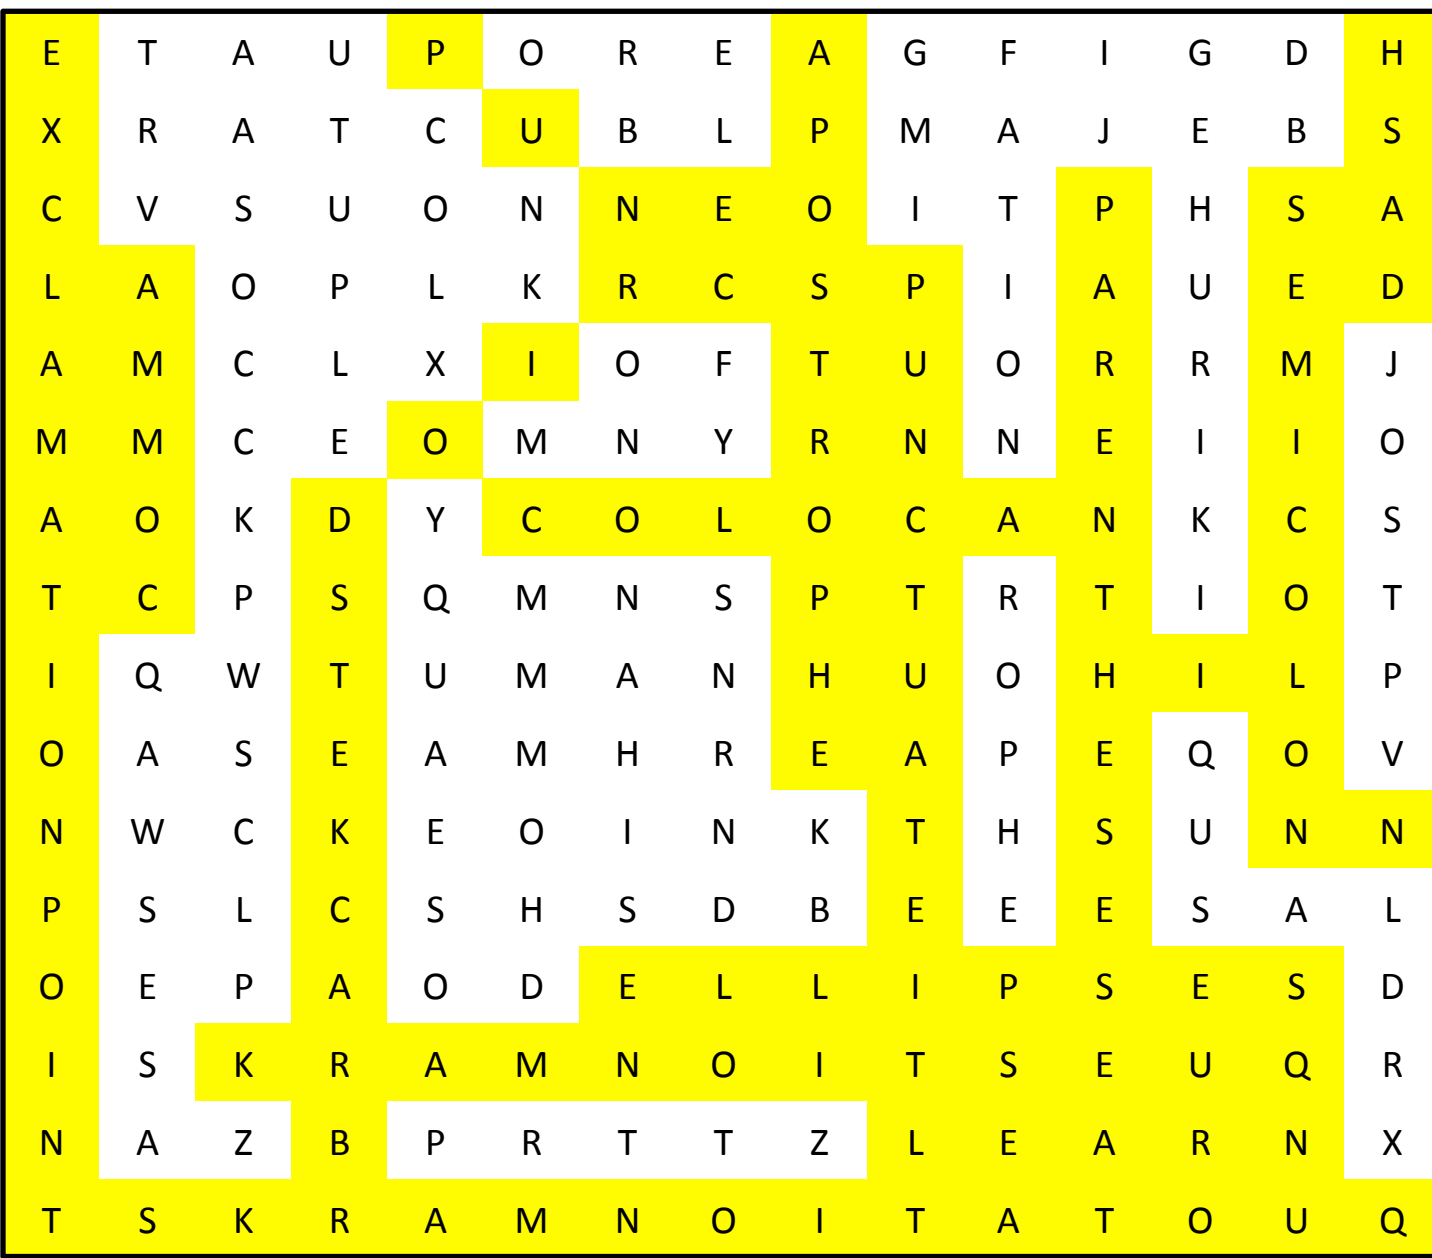 E T A U P O R E A G F I G D H
X R A T C U B L P M A J E B S
C V S U O N N E O I T P H S A
L A O P L K R C S P I A U E D
A M C L X I O F T U O R R M J
M M C E O M N Y R N N E I I O
A O K D Y C O L O C A N K C S
T C P S Q M N S P T R T I O T
I Q W T U M A N H U O H I L P
O A S E A M H R E A P E Q O V
N W C K E O I N K T H S U N N
P S L C S H S D B E E E S A L
O E P A O D E L L I P S E S D
I S K R A M N O I T S E U Q R
N A Z B P R T T Z L E A R N X
T S K R A M N O I T A T O U Q